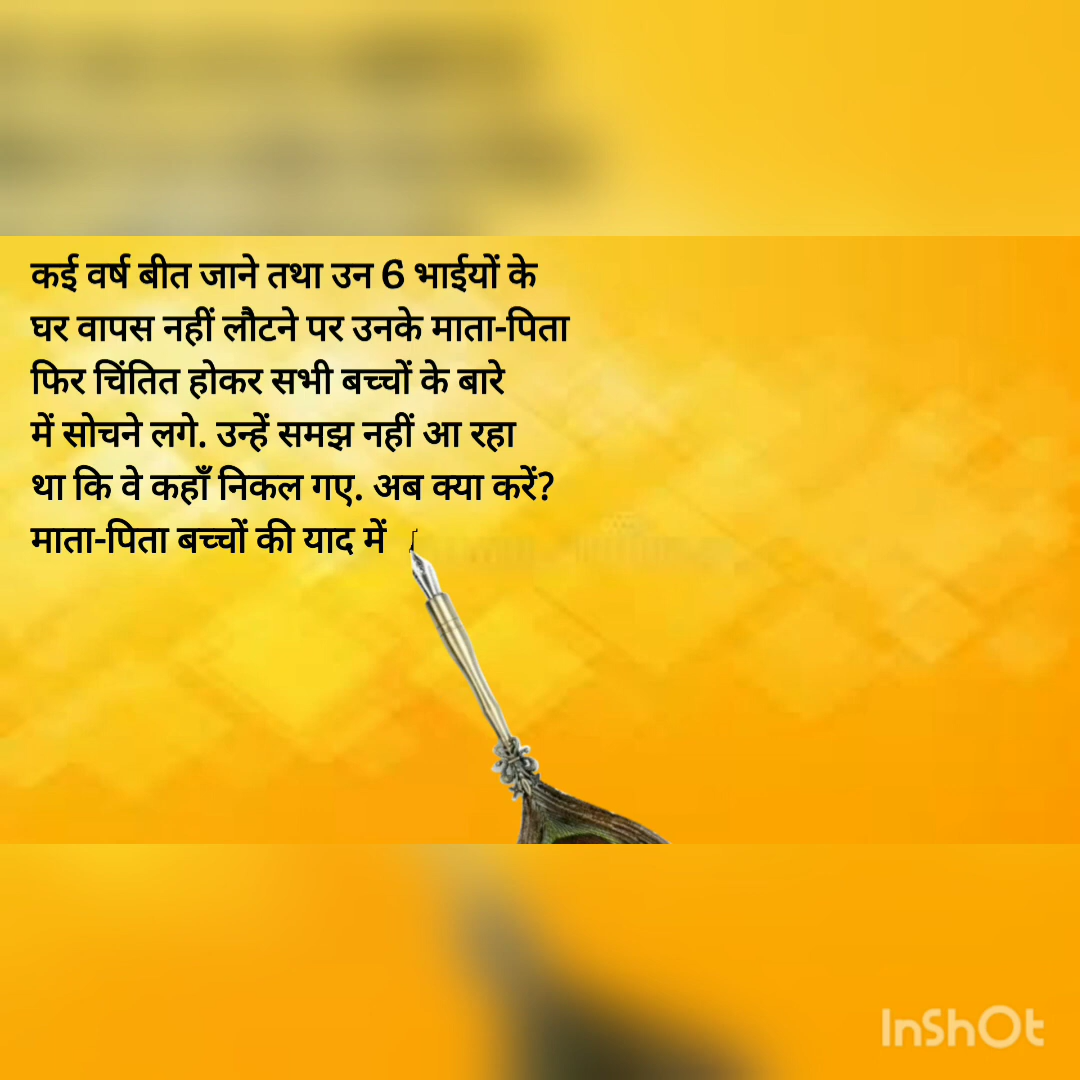 कई वर्ष बीत जाने तथा उन 6 भाईयों के
घर वापस नहीं लौटने पर उनके माता-पिता
फिर चिंतित होकर सभी बच्चों के बारे
में सोचने लगे. उन्हें समझ नहीं आ रहा
था कि वे कहाँ निकल गए. अब क्या करें?
माता-पिता बच्चों की याद में
InShOt